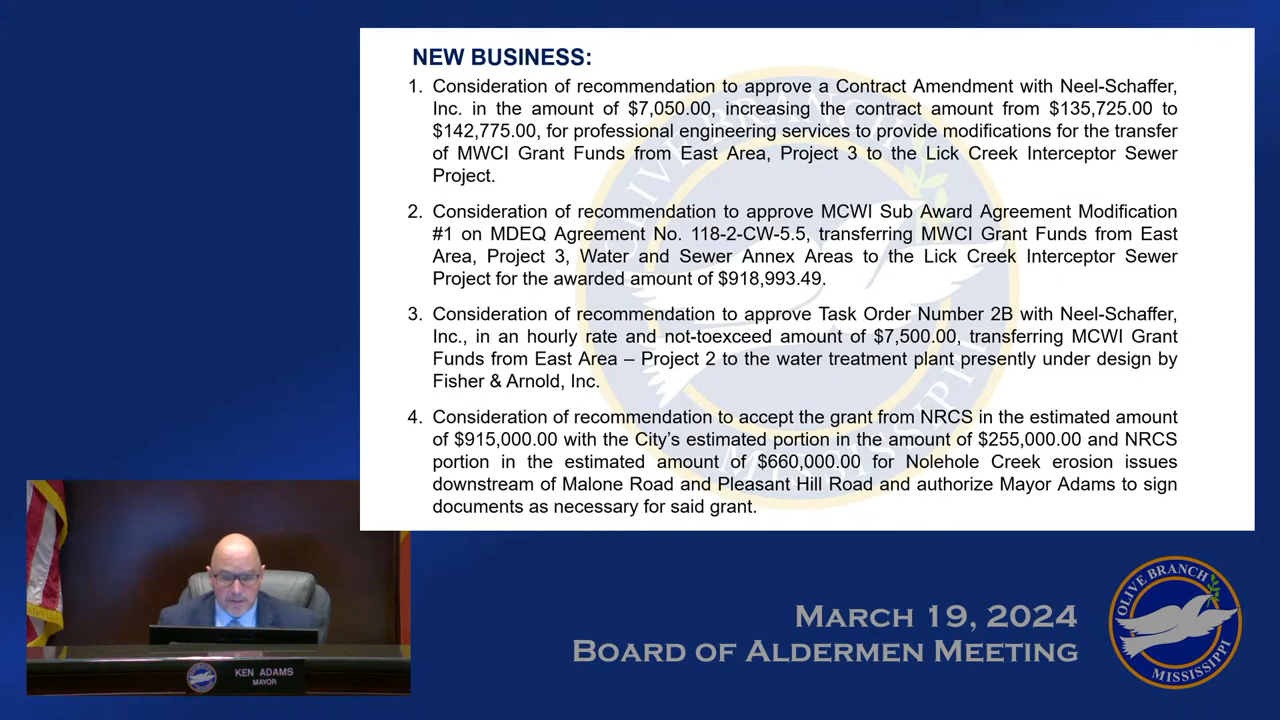 NEW BUSINESS:
1. Consideration of recommendation to approve a Contract Amendment with Neel-Schaffer,
Inc. in the amount of $7,050.00, increasing the contract amount from $135,725.00 to
$142,775.00, for professional engineering services to provide modifications for the transfer
of MWCI Grant Funds from East Area, Project 3 to the Lick Creek Interceptor Sewer
Project.
2. Consideration of recommendation to approve MCWI Sub Award Agreement Modification
#1 on MDEQ Agreement No. 118-2-CW-5.5, transferring MWCI Grant Funds from East
Area, Project 3, Water and Sewer Annex Areas to the Lick Creek Interceptor Sewer
Project for the awarded amount of $918,993.49.
3. Consideration of recommendation to approve Task Order Number 2B with Neel-Schaffer,
Inc., in an hourly rate and not-toexceed amount of $7,500.00, transferring MCWI Grant
Funds from East Area – Project 2 to the water treatment plant presently under design by
Fisher & Arnold, Inc.
4. Consideration of recommendation to accept the grant from NRCS in the estimated amount
of $915,000.00 with the City's estimated portion in the amount of $255,000.00 and NRCS
portion in the estimated amount of $660,000.00 for Nolehole Creek erosion issues
downstream of Malone Road and Pleasant Hill Road and authorize Mayor Adams to sign
documents as necessary for said grant.
OLIVE BRANCH
MISSISSIPPI
KEN ADAMS
MAYOR
MARCH 19, 2024
BOARD OF ALDERMEN MEETING
OLIVE BRANCH
MISSISSIPPI